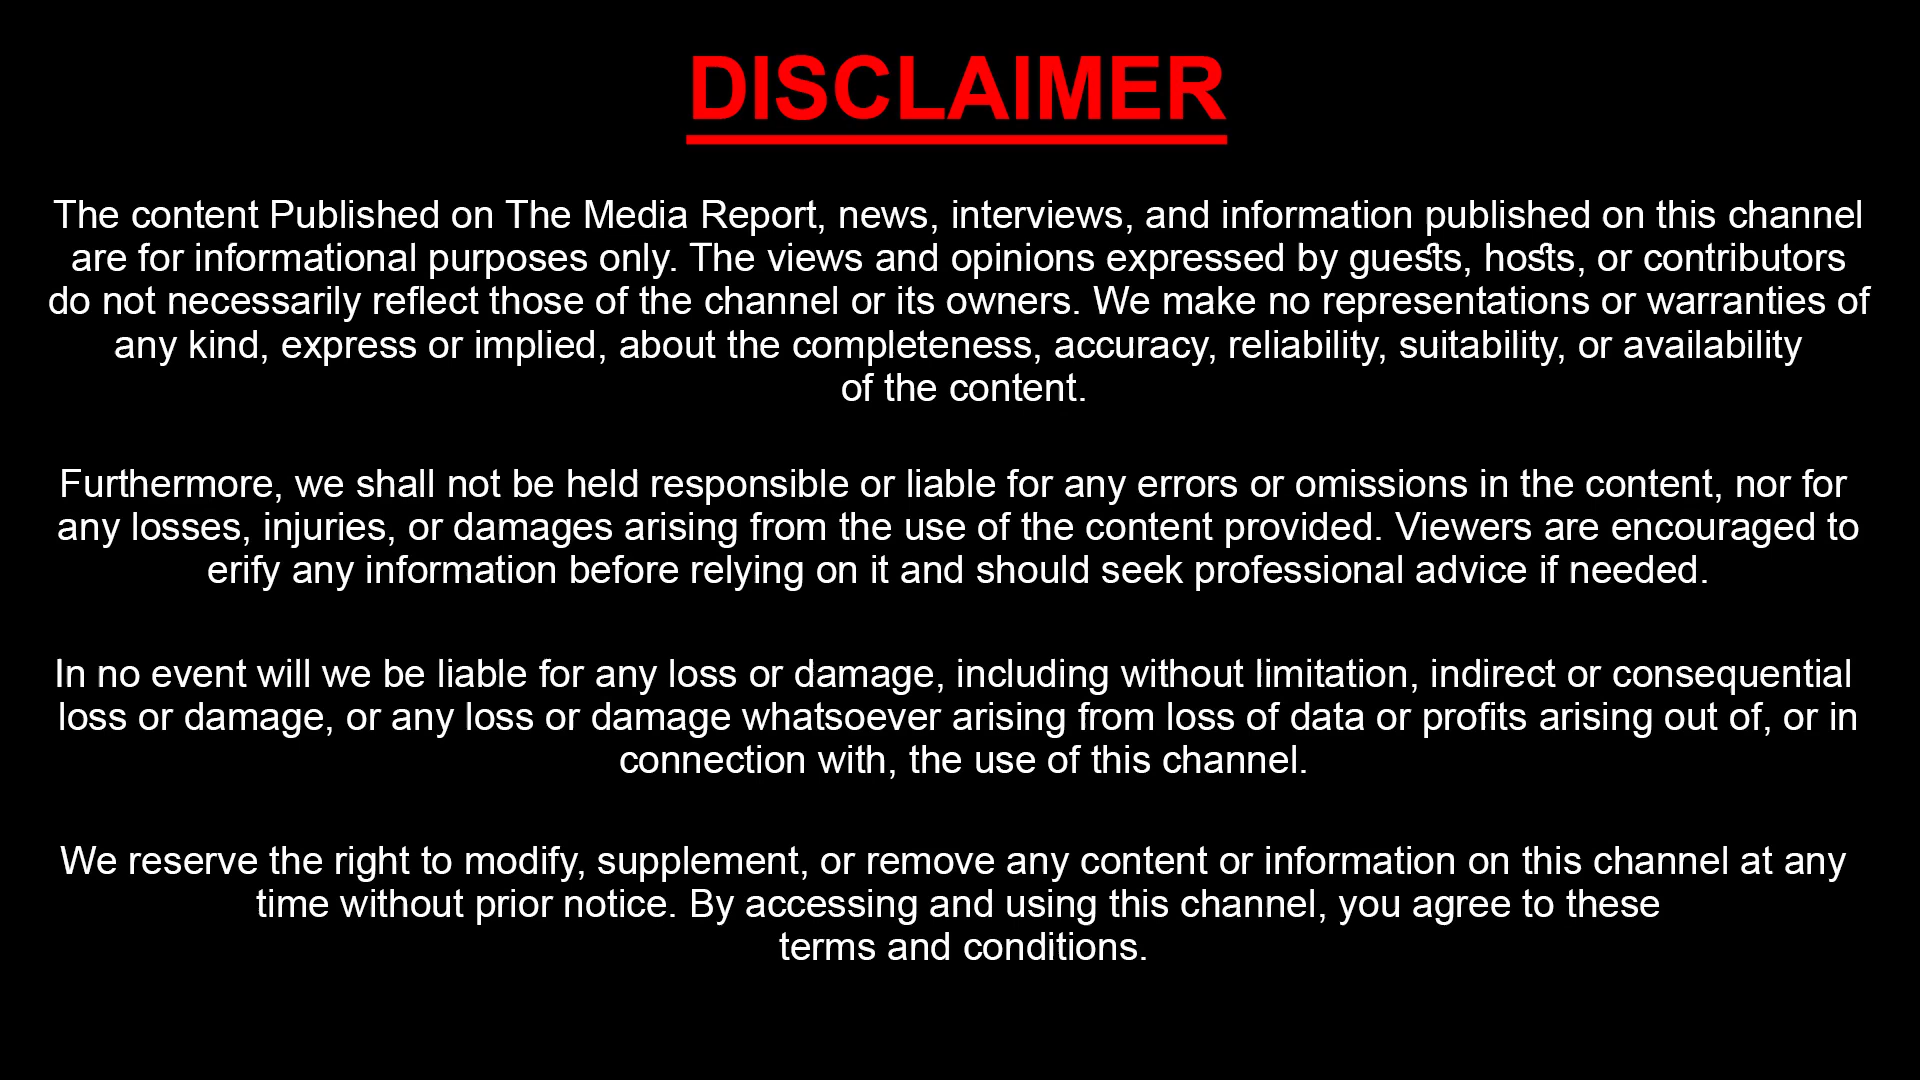 DISCLAIMER
The content Published on The Media Report, news, interviews, and information published on this channel
are for informational purposes only. The views and opinions expressed by guests, hosts, or contributors
do not necessarily reflect those of the channel or its owners. We make no representations or warranties of
any kind, express or implied, about the completeness, accuracy, reliability, suitability, or availability
of the content.
Furthermore, we shall not be held responsible or liable for any errors or omissions in the content, nor for
any losses, injuries, or damages arising from the use of the content provided. Viewers are encouraged to
erify any information before relying on it and should seek professional advice if needed.
In no event will we be liable for any loss or damage, including without limitation, indirect or consequential
loss or damage, or any loss or damage whatsoever arising from loss of data or profits arising out of, or in
connection with, the use of this channel.
We reserve the right to modify, supplement, or remove any content or information on this channel at any
time without prior notice. By accessing and using this channel, you agree to these
terms and conditions.